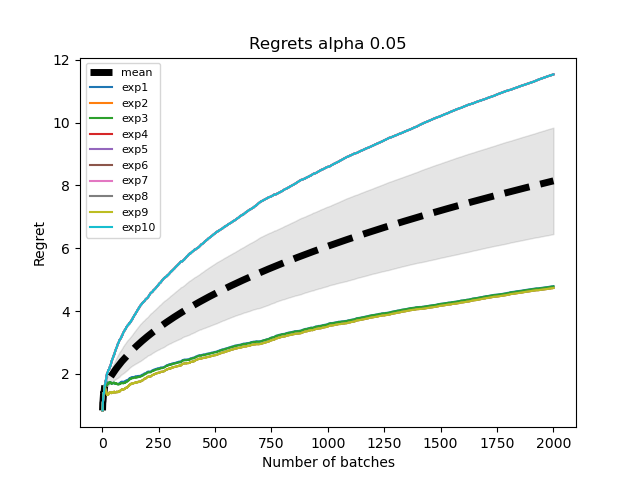 Regrets alpha 0.05
12
10
8
6
4
2
Regret
mean
exp1
exp2
exp3
exp4
exp5
exp6
exp7
exp8
exp9
exp10
0 250 500 750 1000 1250 1500 1750 2000
Number of batches